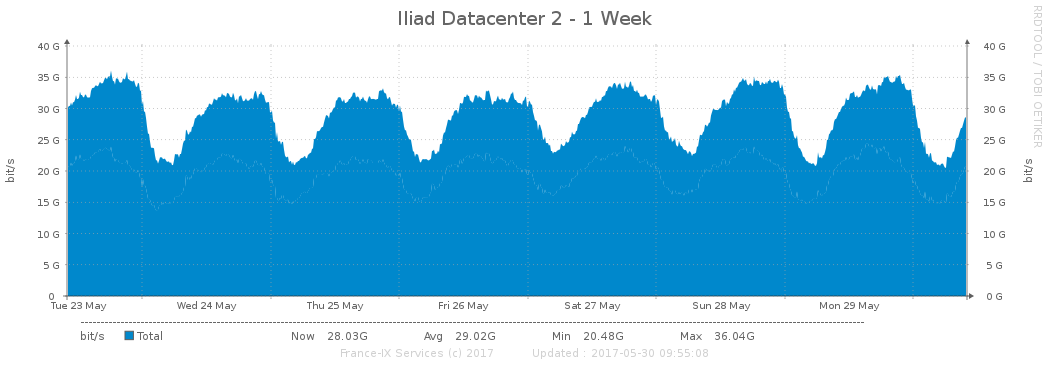 Iliad Datacenter 2 - 1 Week
RRDTOOL / TOBI OETIKER
40 G 40 G
35 G 35 G
30 G 30 G
25 G 25 G
20 G 20 G
15 G 15 G
10 G 10 G
5 G 5 G
0 0 G
bit/s bit/s
Tue 23 May Wed 24 May Thu 25 May Fri 26 May Sat 27 May Sun 28 May Mon 29 May
bit/s Total Now 28.03G Avg 29.02G Min 20.48G Max 36.04G
France-IX Services (c) 2017 Updated : 2017-05-30 09:55:08